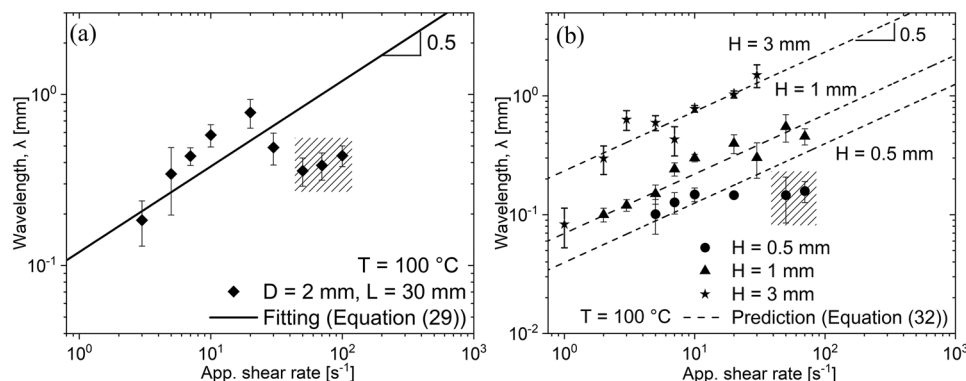 (a)
0.5
Wavelength, λ [mm]
10⁰
10⁻¹
T = 100 °C
D = 2 mm, L = 30 mm
Fitting (Equation (29))
10⁰ 10¹ 10² 10³
App. shear rate [s⁻¹]
(b)
0.5
H = 3 mm
H = 1 mm
H = 0.5 mm
Wavelength, λ [mm]
10⁰
10⁻¹
10⁻²
H = 0.5 mm
H = 1 mm
H = 3 mm
T = 100 °C Prediction (Equation (32))
10⁰ 10¹ 10² 10³
App. shear rate [s⁻¹]